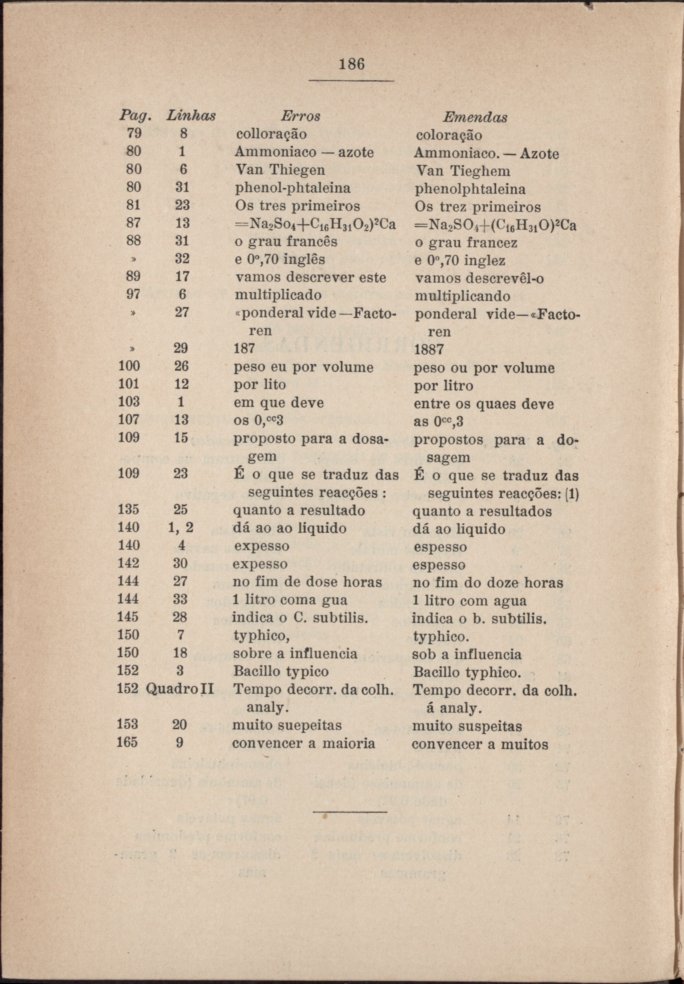 186
Pag. Linhas Erros Emendas
79 8 colloração coloração
80 1 Ammoniaco — azote Ammoniaco. — Azote
80 6 Van Thiegen Van Tieghem
80 31 phenol-phtaleina phenolphtaleina
81 23 Os tres primeiros Os trez primeiros
87 13 =Na₂So₄+C₁₆H₃₁O₂)²Ca =Na₂SO₄+(C₁₆H₃₁O)²Ca
88 31 o grau francês o grau francez
» 32 e 0º,70 inglês e 0º,70 inglez
89 17 vamos descrever este vamos descrevêl-o
97 6 multiplicado multiplicando
» 27 «ponderal vide—Facto- ponderal vide—«Facto-
ren ren
» 29 187 1887
100 26 peso eu por volume peso ou por volume
101 12 por lito por litro
103 1 em que deve entre os quaes deve
107 13 os 0,ᶜᶜ3 as 0ᶜᶜ,3
109 15 proposto para a dosa- propostos para a do-
gem sagem
109 23 É o que se traduz das É o que se traduz das
seguintes reacções : seguintes reacções: (1)
135 25 quanto a resultado quanto a resultados
140 1, 2 dá ao ao liquido dá ao liquido
140 4 expesso espesso
142 30 expesso espesso
144 27 no fim de dose horas no fim do doze horas
144 33 1 litro coma gua 1 litro com agua
145 28 indica o C. subtilis. indica o b. subtilis.
150 7 typhico, typhico.
150 18 sobre a influencia sob a influencia
152 3 Bacillo typico Bacillo typhico.
152 Quadro II Tempo decorr. da colh. Tempo decorr. da colh.
analy. á analy.
153 20 muito suepeitas muito suspeitas
165 9 convencer a maioria convencer a muitos